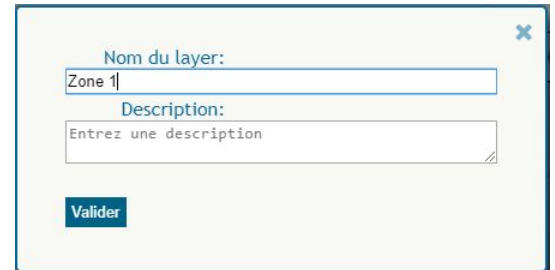 Nom du layer:
Zone 1
Description:
Entrez une description
Valider